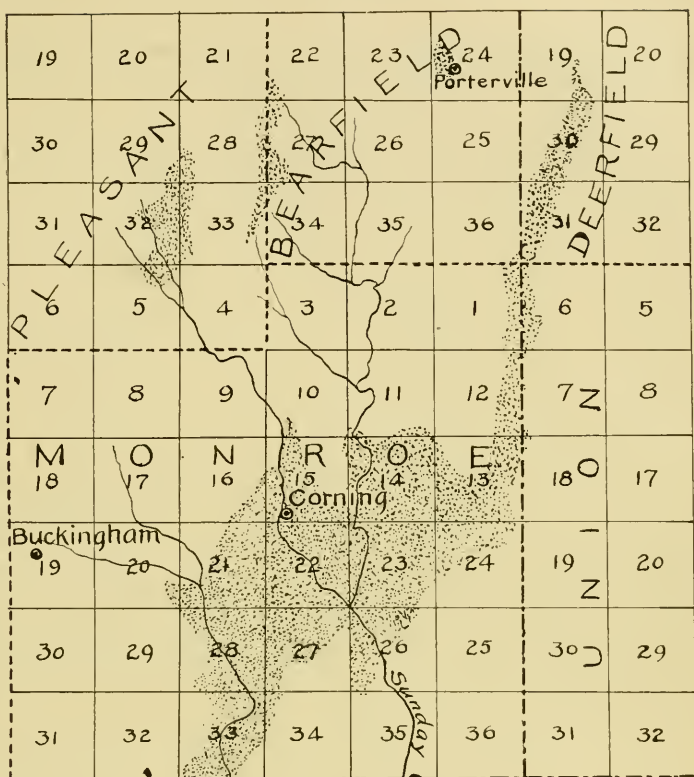 19 20 21 22 23 24 19 20
Porterville
30 29 28 27 26 25 30 29
31 32 33 34 35 36 31 32
PLEASANT
BEARFIELD
DEERFIELD
6 5 4 3 2 1 6 5
7 8 9 10 11 12 7 8
MONROE
18 17 16 15 14 13 18 17
Corning
Buckingham
19 20 21 22 23 24 19 20
UNION
30 29 28 27 26 25 30 29
Sunday
31 32 33 34 35 36 31 32